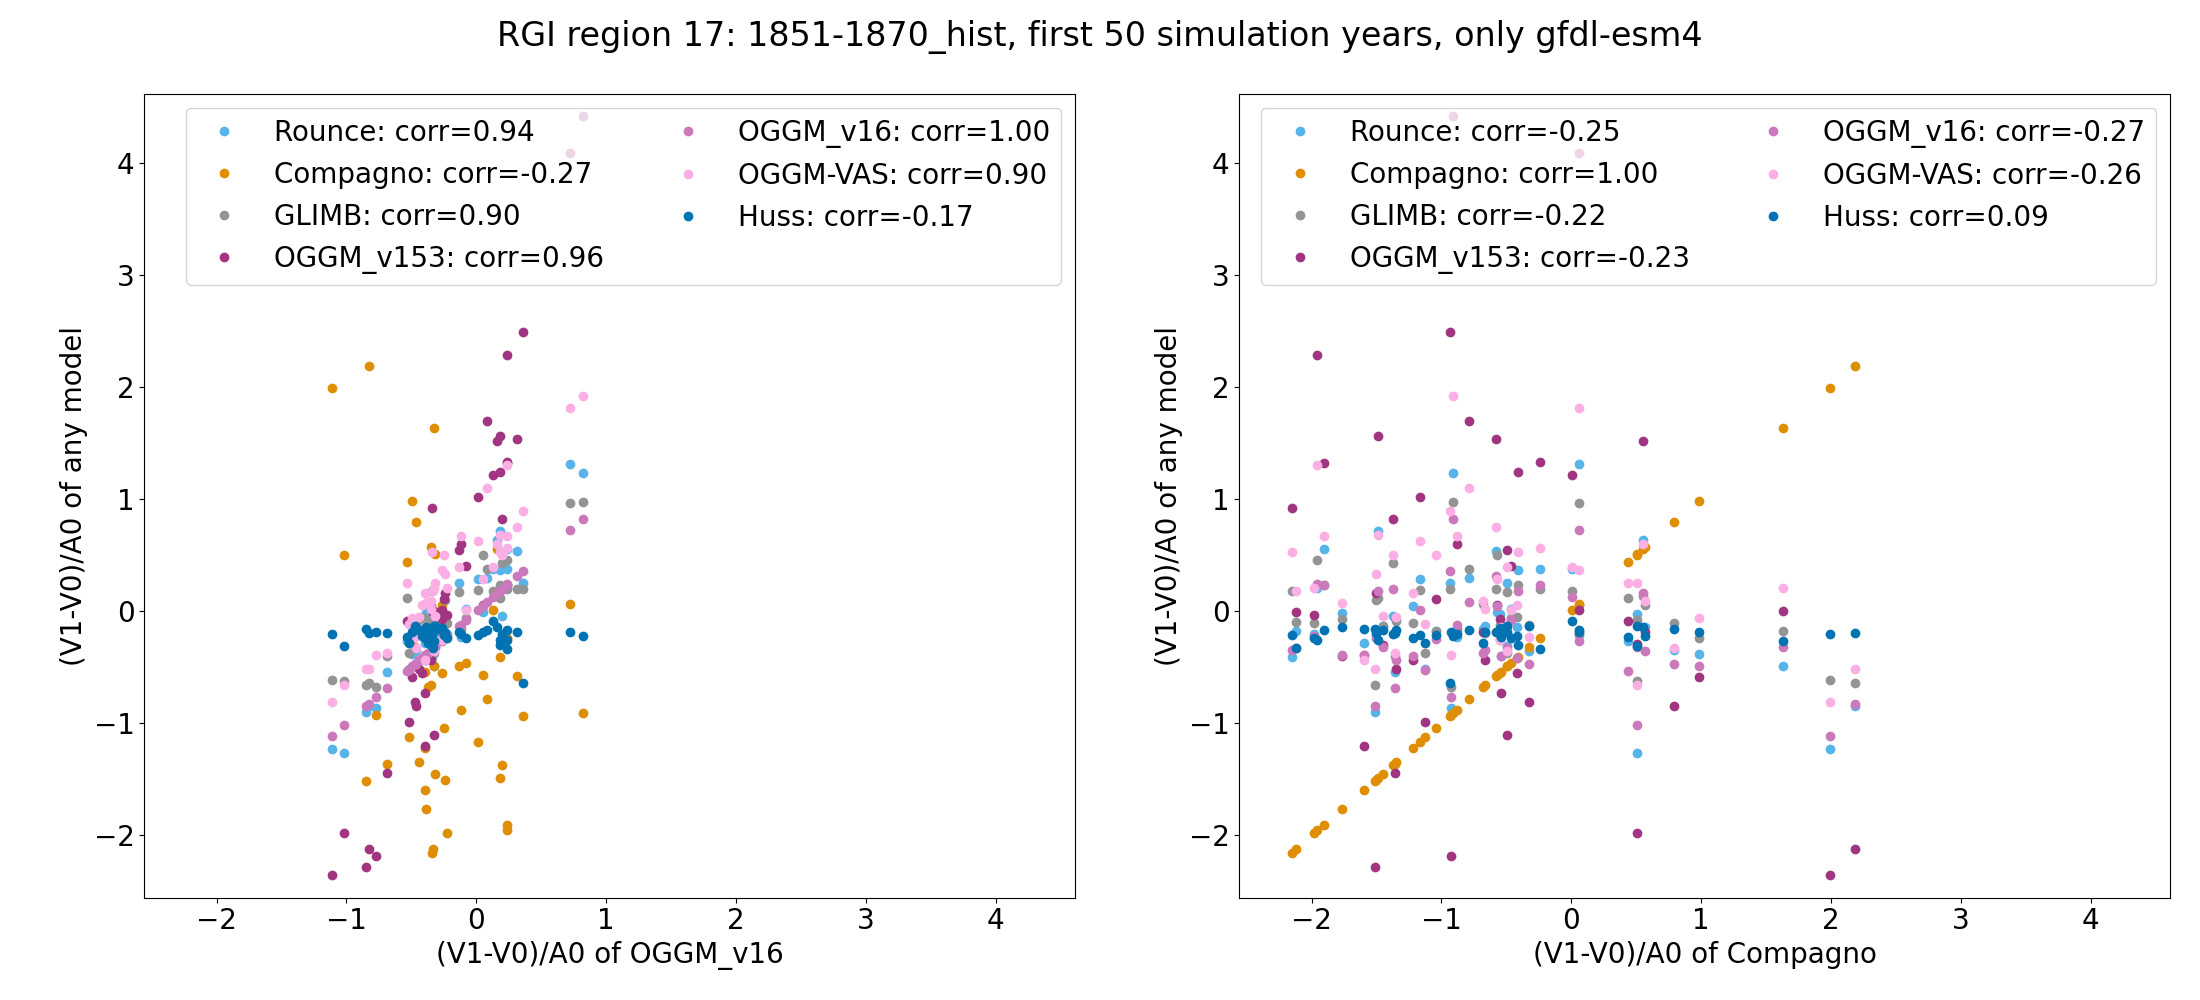 RGI region 17: 1851-1870_hist, first 50 simulation years, only gfdl-esm4
(V1-V0)/A0 of any model
4
3
2
1
0
−1
−2
Rounce: corr=0.94
Compagno: corr=-0.27
GLIMB: corr=0.90
OGGM_v153: corr=0.96
OGGM_v16: corr=1.00
OGGM-VAS: corr=0.90
Huss: corr=-0.17
−2 −1 0 1 2 3 4
(V1-V0)/A0 of OGGM_v16
(V1-V0)/A0 of any model
4
3
2
1
0
−1
−2
Rounce: corr=-0.25
Compagno: corr=1.00
GLIMB: corr=-0.22
OGGM_v153: corr=-0.23
OGGM_v16: corr=-0.27
OGGM-VAS: corr=-0.26
Huss: corr=0.09
−2 −1 0 1 2 3 4
(V1-V0)/A0 of Compagno